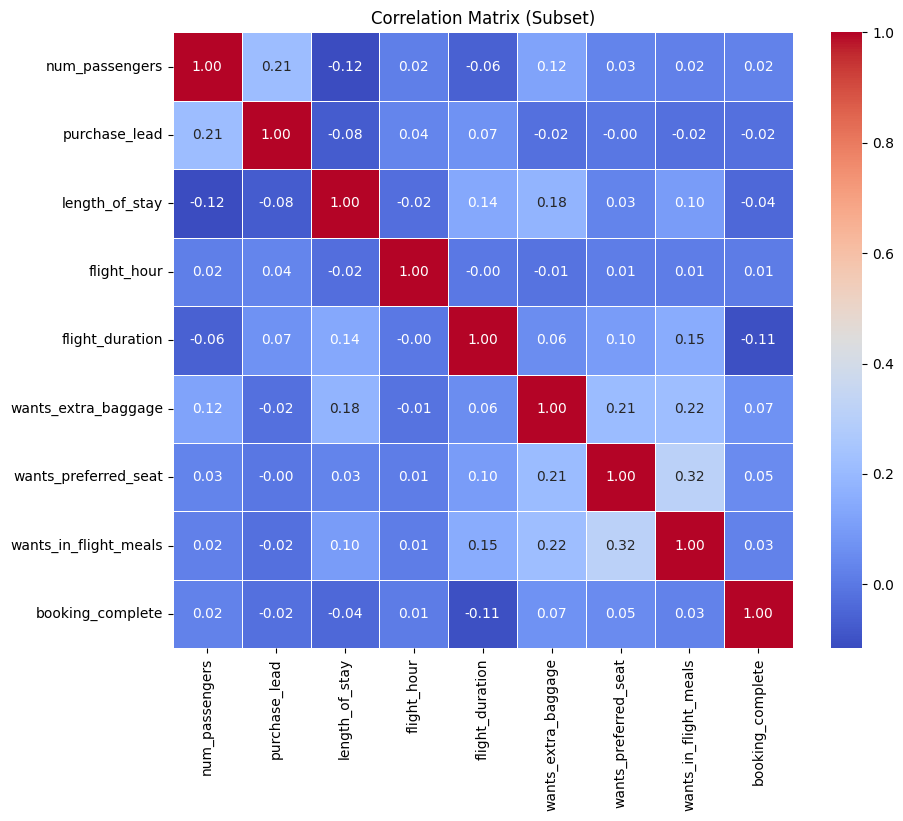 Correlation Matrix (Subset)
num_passengers 1.00 0.21 -0.12 0.02 -0.06 0.12 0.03 0.02 0.02
purchase_lead 0.21 1.00 -0.08 0.04 0.07 -0.02 -0.00 -0.02 -0.02
length_of_stay -0.12 -0.08 1.00 -0.02 0.14 0.18 0.03 0.10 -0.04
flight_hour 0.02 0.04 -0.02 1.00 -0.00 -0.01 0.01 0.01 0.01
flight_duration -0.06 0.07 0.14 -0.00 1.00 0.06 0.10 0.15 -0.11
wants_extra_baggage 0.12 -0.02 0.18 -0.01 0.06 1.00 0.21 0.22 0.07
wants_preferred_seat 0.03 -0.00 0.03 0.01 0.10 0.21 1.00 0.32 0.05
wants_in_flight_meals 0.02 -0.02 0.10 0.01 0.15 0.22 0.32 1.00 0.03
booking_complete 0.02 -0.02 -0.04 0.01 -0.11 0.07 0.05 0.03 1.00
num_passengers
purchase_lead
length_of_stay
flight_hour
flight_duration
wants_extra_baggage
wants_preferred_seat
wants_in_flight_meals
booking_complete
1.0
0.8
0.6
0.4
0.2
0.0